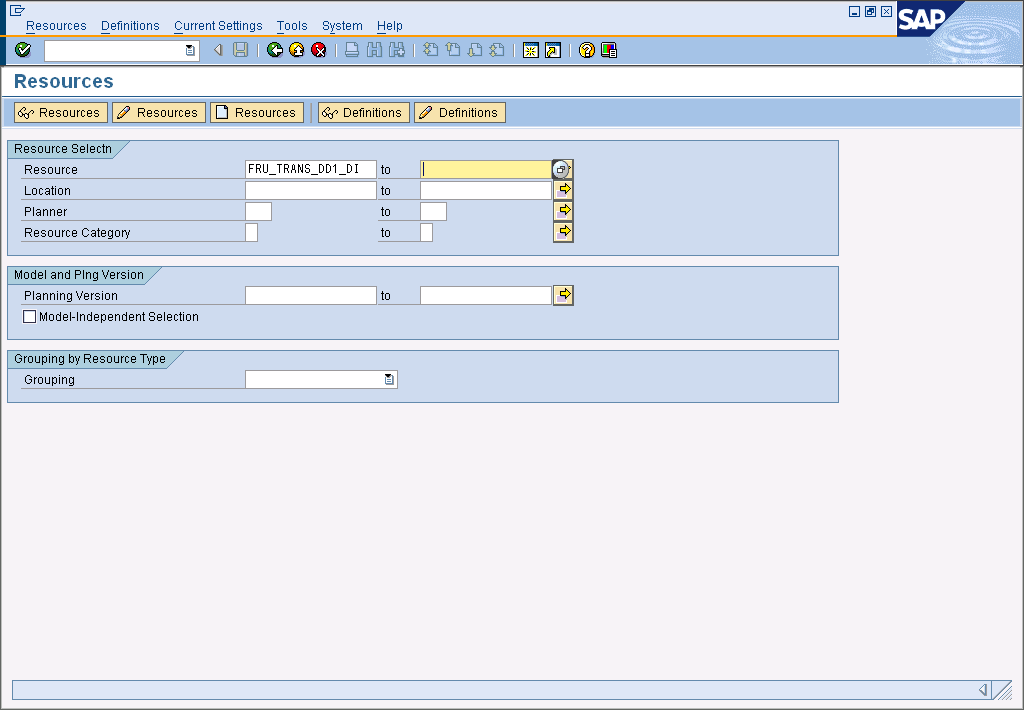 Resources Definitions Current Settings Tools System Help
SAP
Resources
Resources Resources Resources Definitions Definitions
Resource Selectn
Resource FRU_TRANS_DD1_DI to
Location to
Planner to
Resource Category to
Model and Plng Version
Planning Version to
Model-Independent Selection
Grouping by Resource Type
Grouping